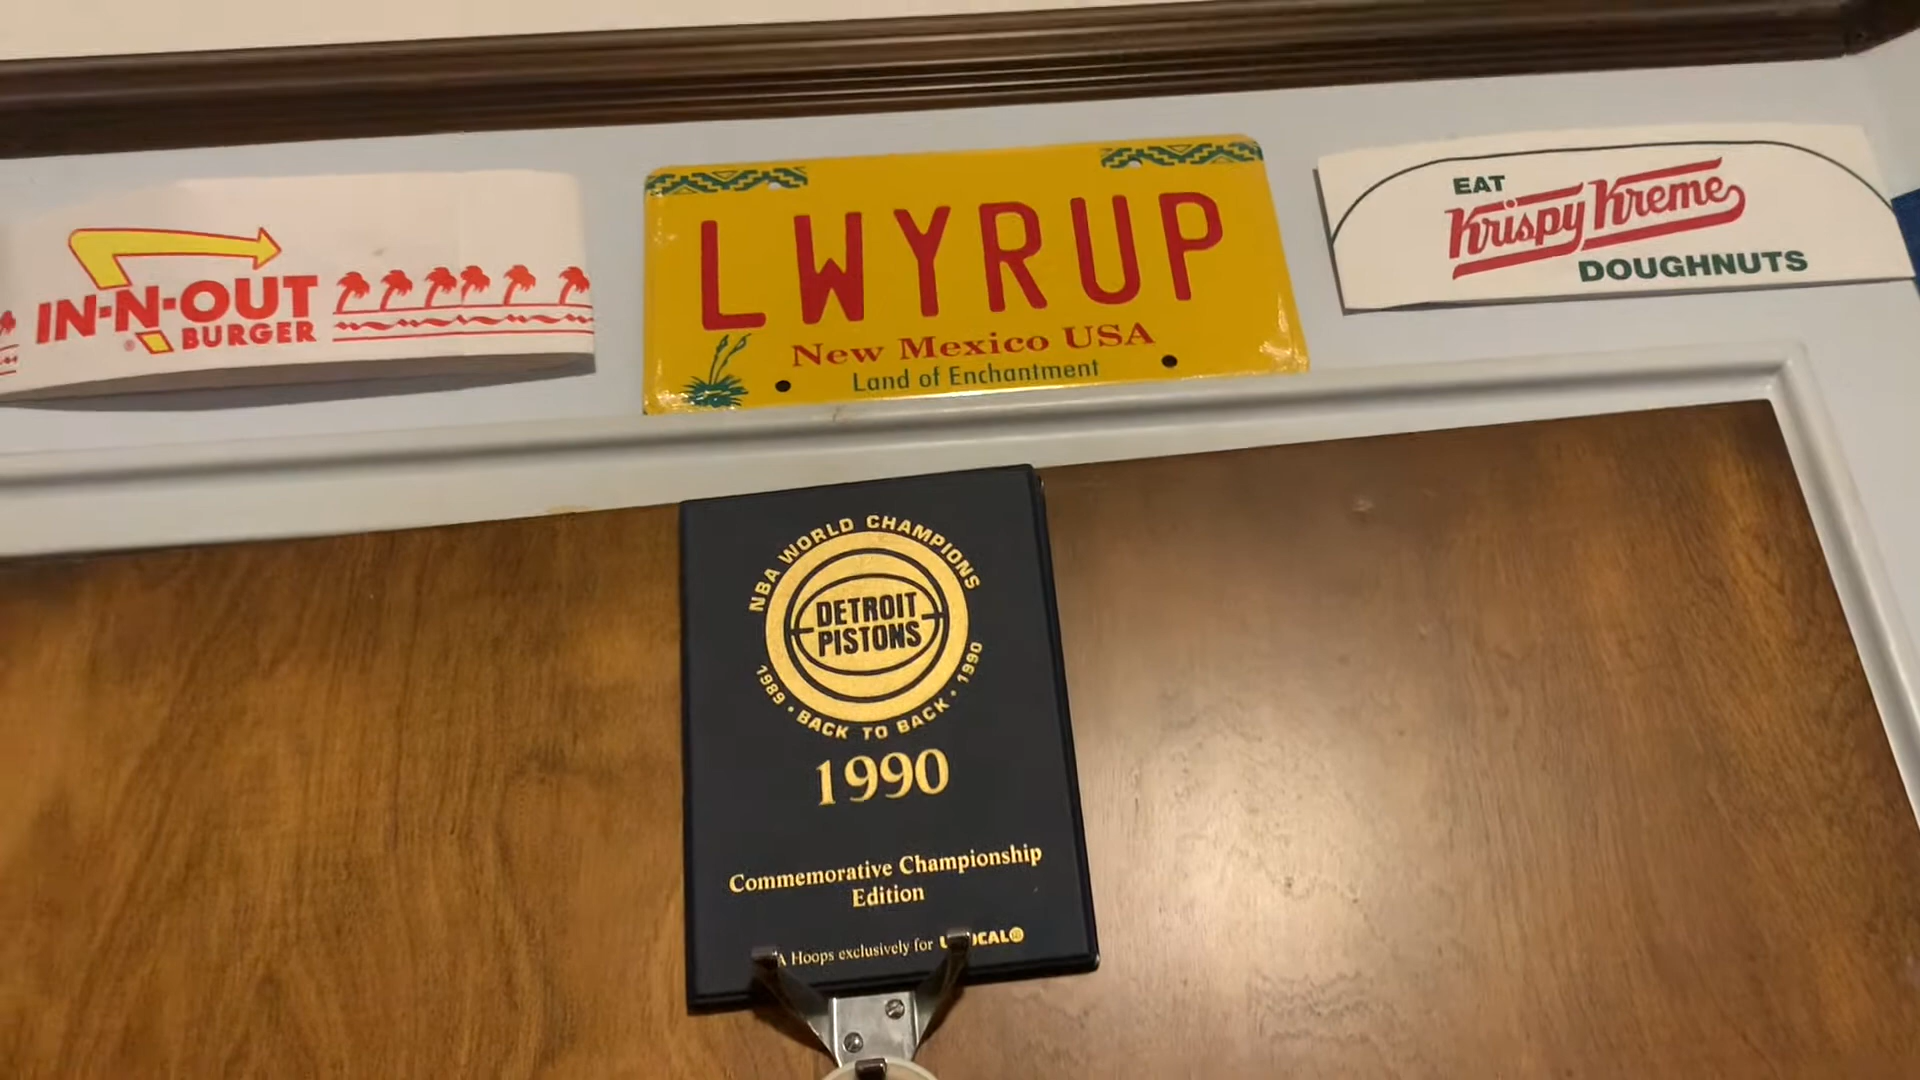 IN-N-OUT
®
BURGER
LWYRUP
New Mexico USA
Land of Enchantment
EAT
Krispy Kreme
DOUGHNUTS
NBA WORLD CHAMPIONS
DETROIT
PISTONS
1989 • BACK TO BACK • 1990
1990
Commemorative Championship
Edition
Hoops exclusively for